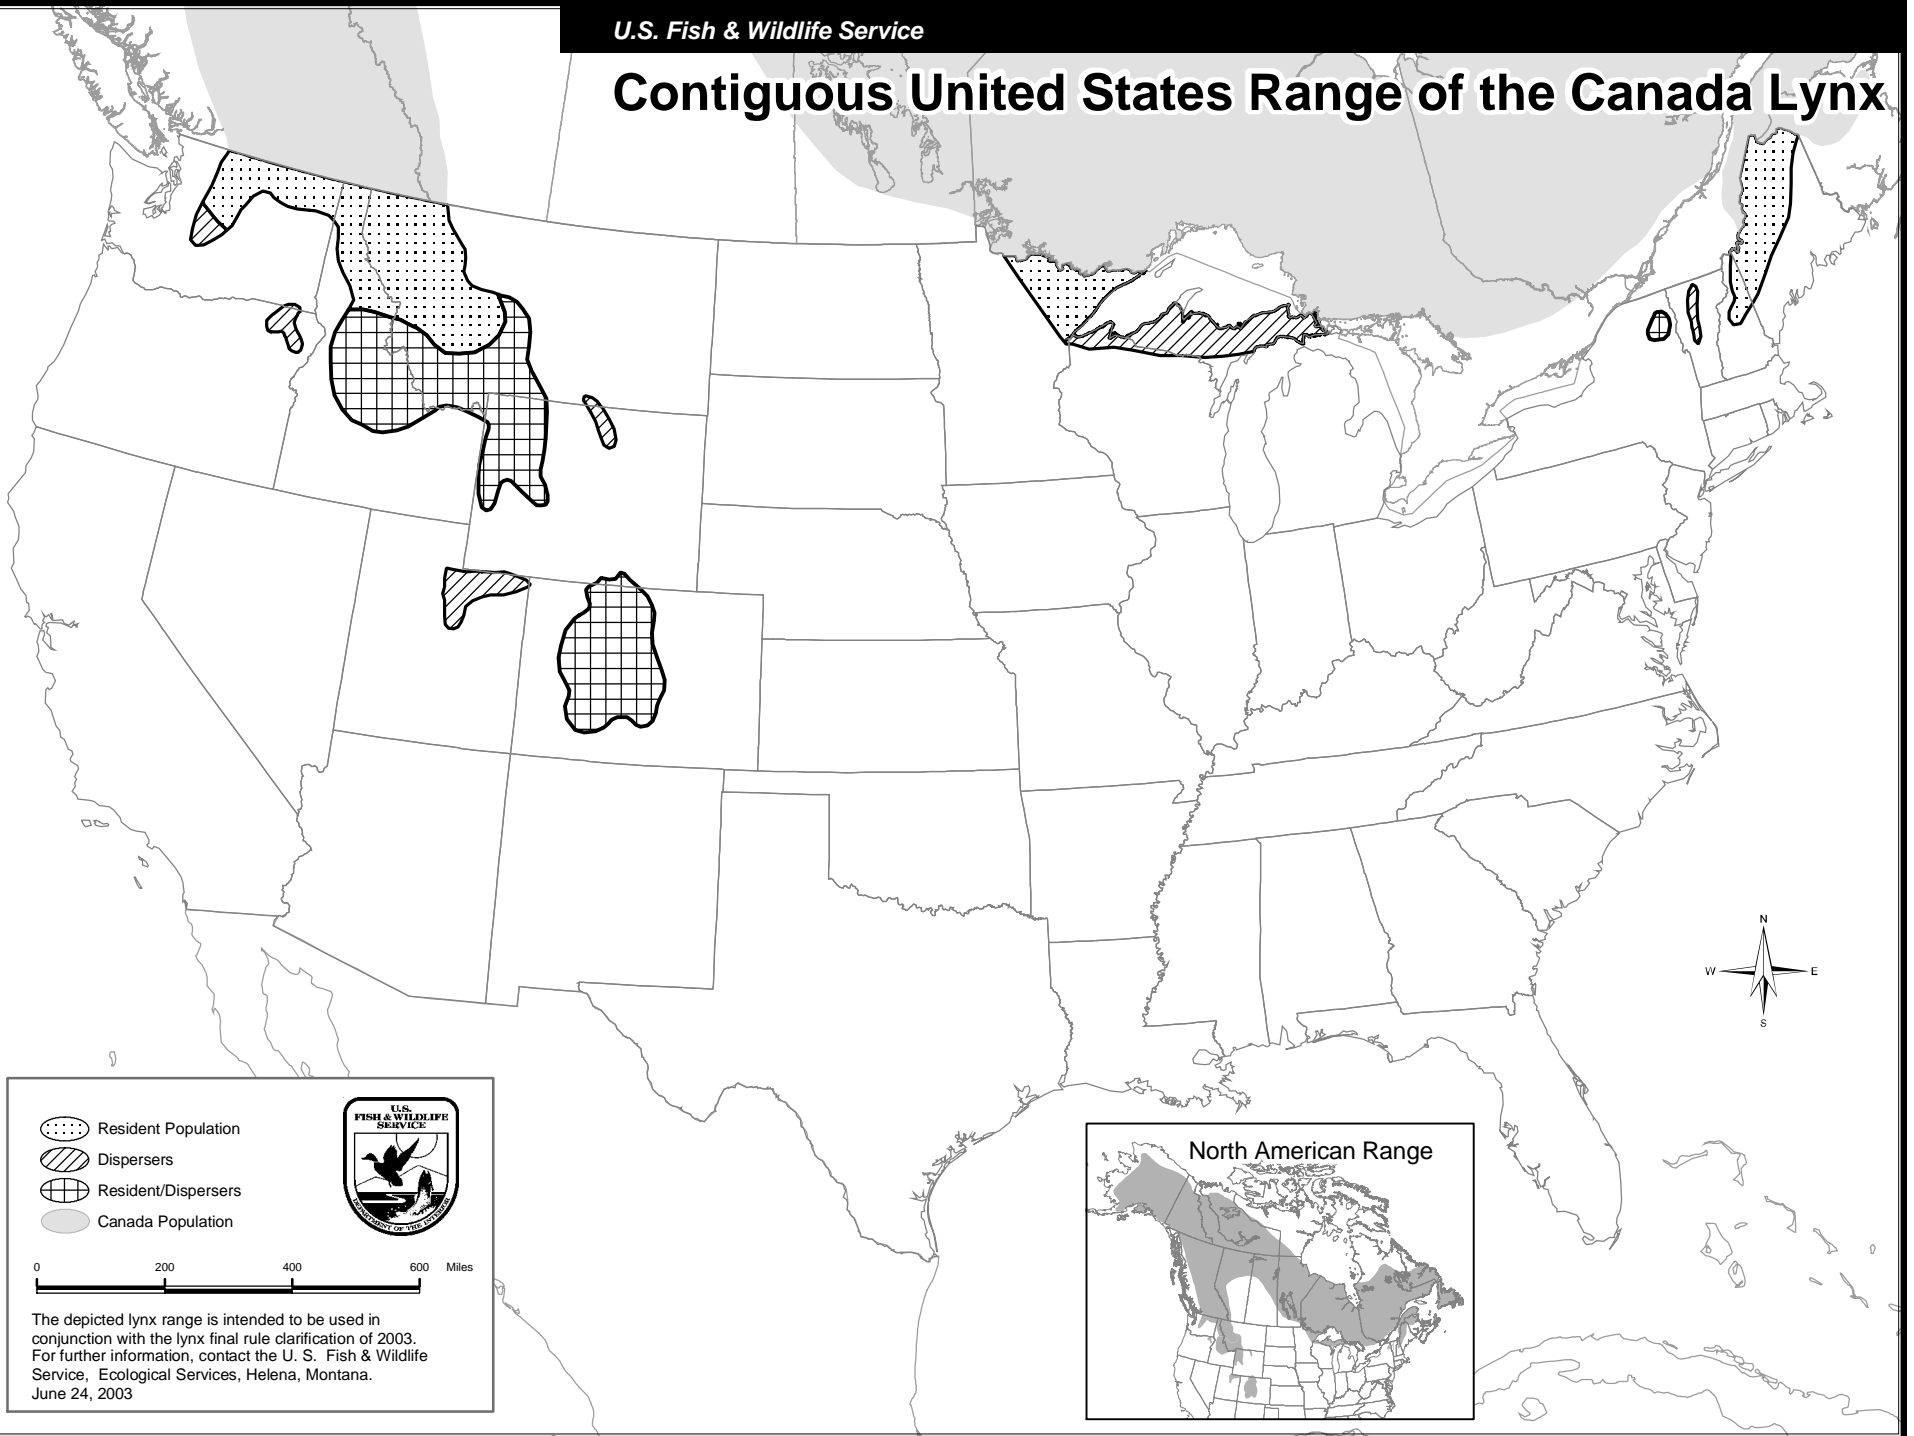 U.S. Fish & Wildlife Service
Contiguous United States Range of the Canada Lynx
N
W
E
S
U.S.
FISH & WILDLIFE
SERVICE
DEPARTMENT OF THE INTERIOR
Resident Population
Dispersers
Resident/Dispersers
Canada Population
0 200 400 600 Miles
The depicted lynx range is intended to be used in
conjunction with the lynx final rule clarification of 2003.
For further information, contact the U. S. Fish & Wildlife
Service, Ecological Services, Helena, Montana.
June 24, 2003
North American Range